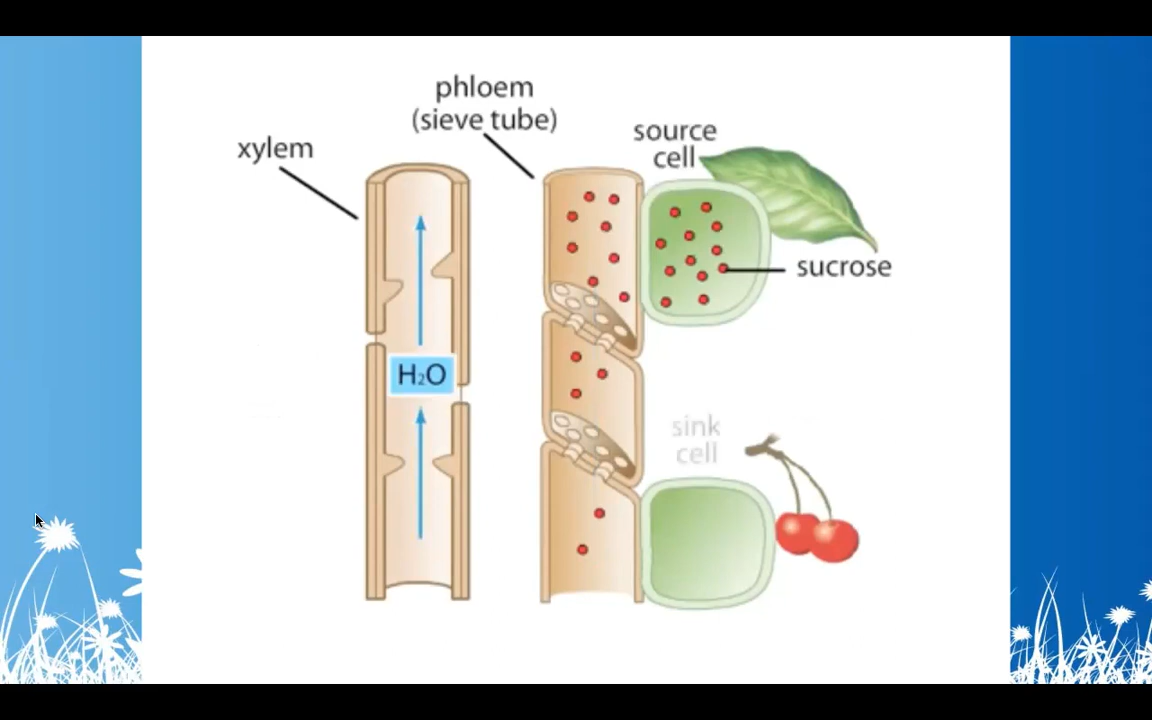 phloem
(sieve tube)
source
cell
xylem
sucrose
H₂O
sink
cell